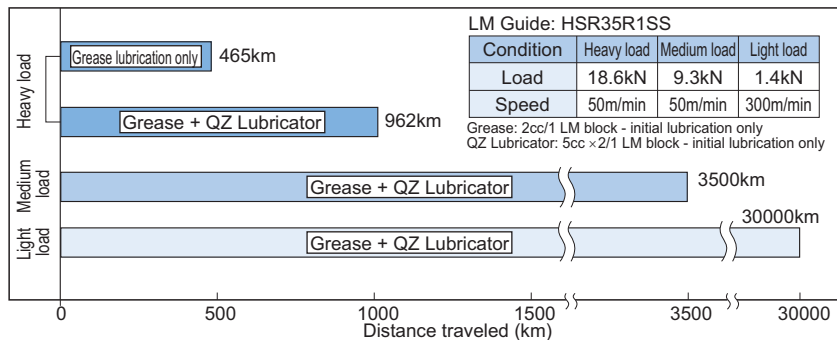 LM Guide: HSR35R1SS
Condition Heavy load Medium load Light load
Load 18.6kN 9.3kN 1.4kN
Speed 50m/min 50m/min 300m/min
Grease: 2cc/1 LM block - initial lubrication only
QZ Lubricator: 5cc ×2/1 LM block - initial lubrication only
Heavy load
Grease lubrication only 465km
Grease + QZ Lubricator 962km
Medium
load
Grease + QZ Lubricator 3500km
Light
load
Grease + QZ Lubricator 30000km
0 500 1000 1500 3500 30000
Distance traveled (km)